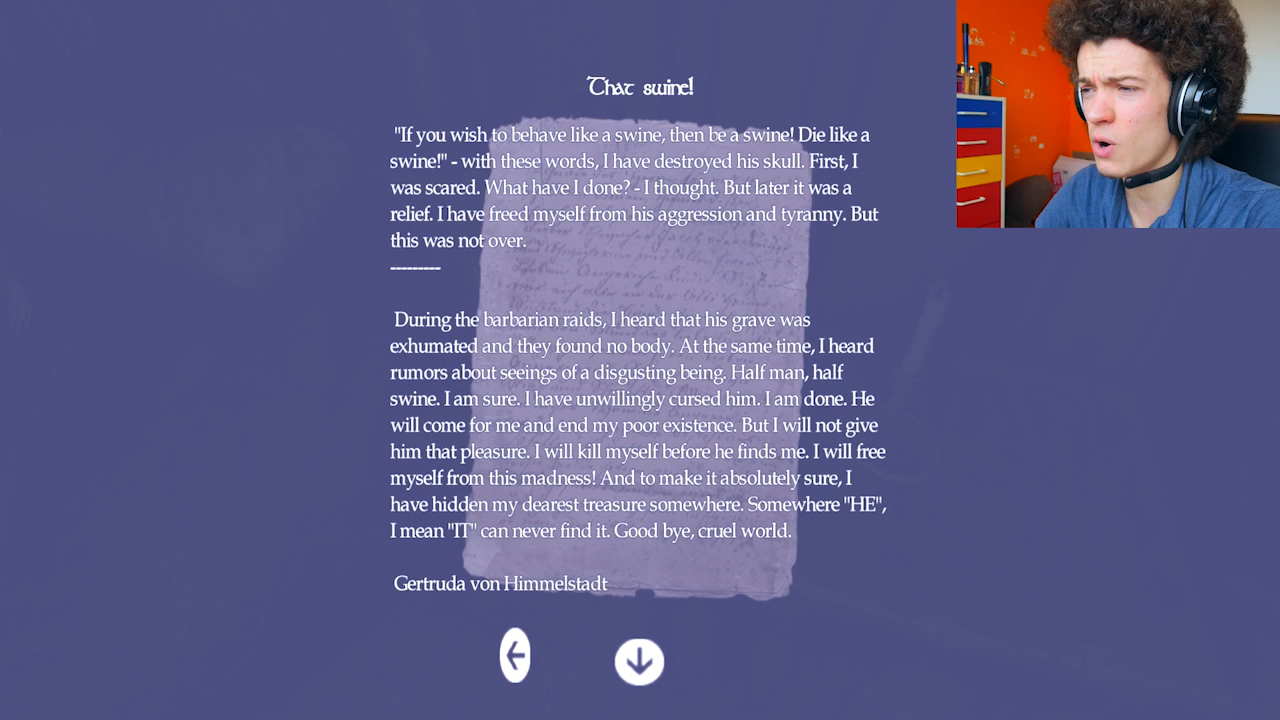 That swine!
"If you wish to behave like a swine, then be a swine! Die like a
swine!" - with these words, I have destroyed his skull. First, I
was scared. What have I done? - I thought. But later it was a
relief. I have freed myself from his aggression and tyranny. But
this was not over.
---------
During the barbarian raids, I heard that his grave was
exhumated and they found no body. At the same time, I heard
rumors about seeings of a disgusting being. Half man, half
swine. I am sure. I have unwillingly cursed him. I am done. He
will come for me and end my poor existence. But I will not give
him that pleasure. I will kill myself before he finds me. I will free
myself from this madness! And to make it absolutely sure, I
have hidden my dearest treasure somewhere. Somewhere "HE",
I mean "IT" can never find it. Good bye, cruel world.
Gertruda von Himmelstadt